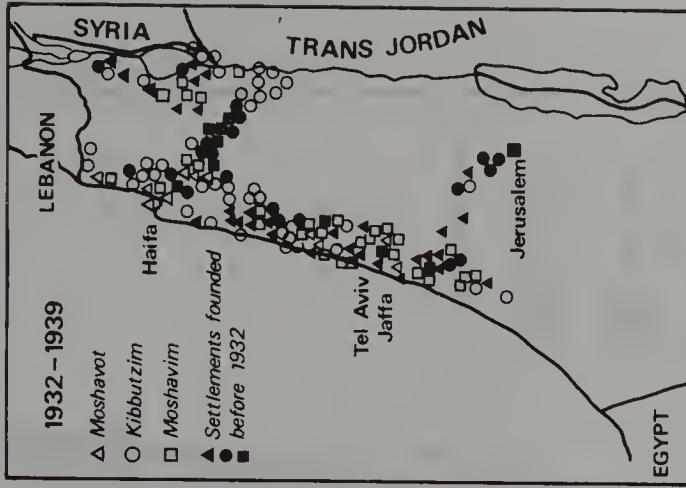 SYRIA
TRANS JORDAN
LEBANON
1932-1939
Moshavot
Kibbutzim
Moshavim
Settlements founded
before 1932
Haifa
Tel Aviv
Jaffa
Jerusalem
EGYPT